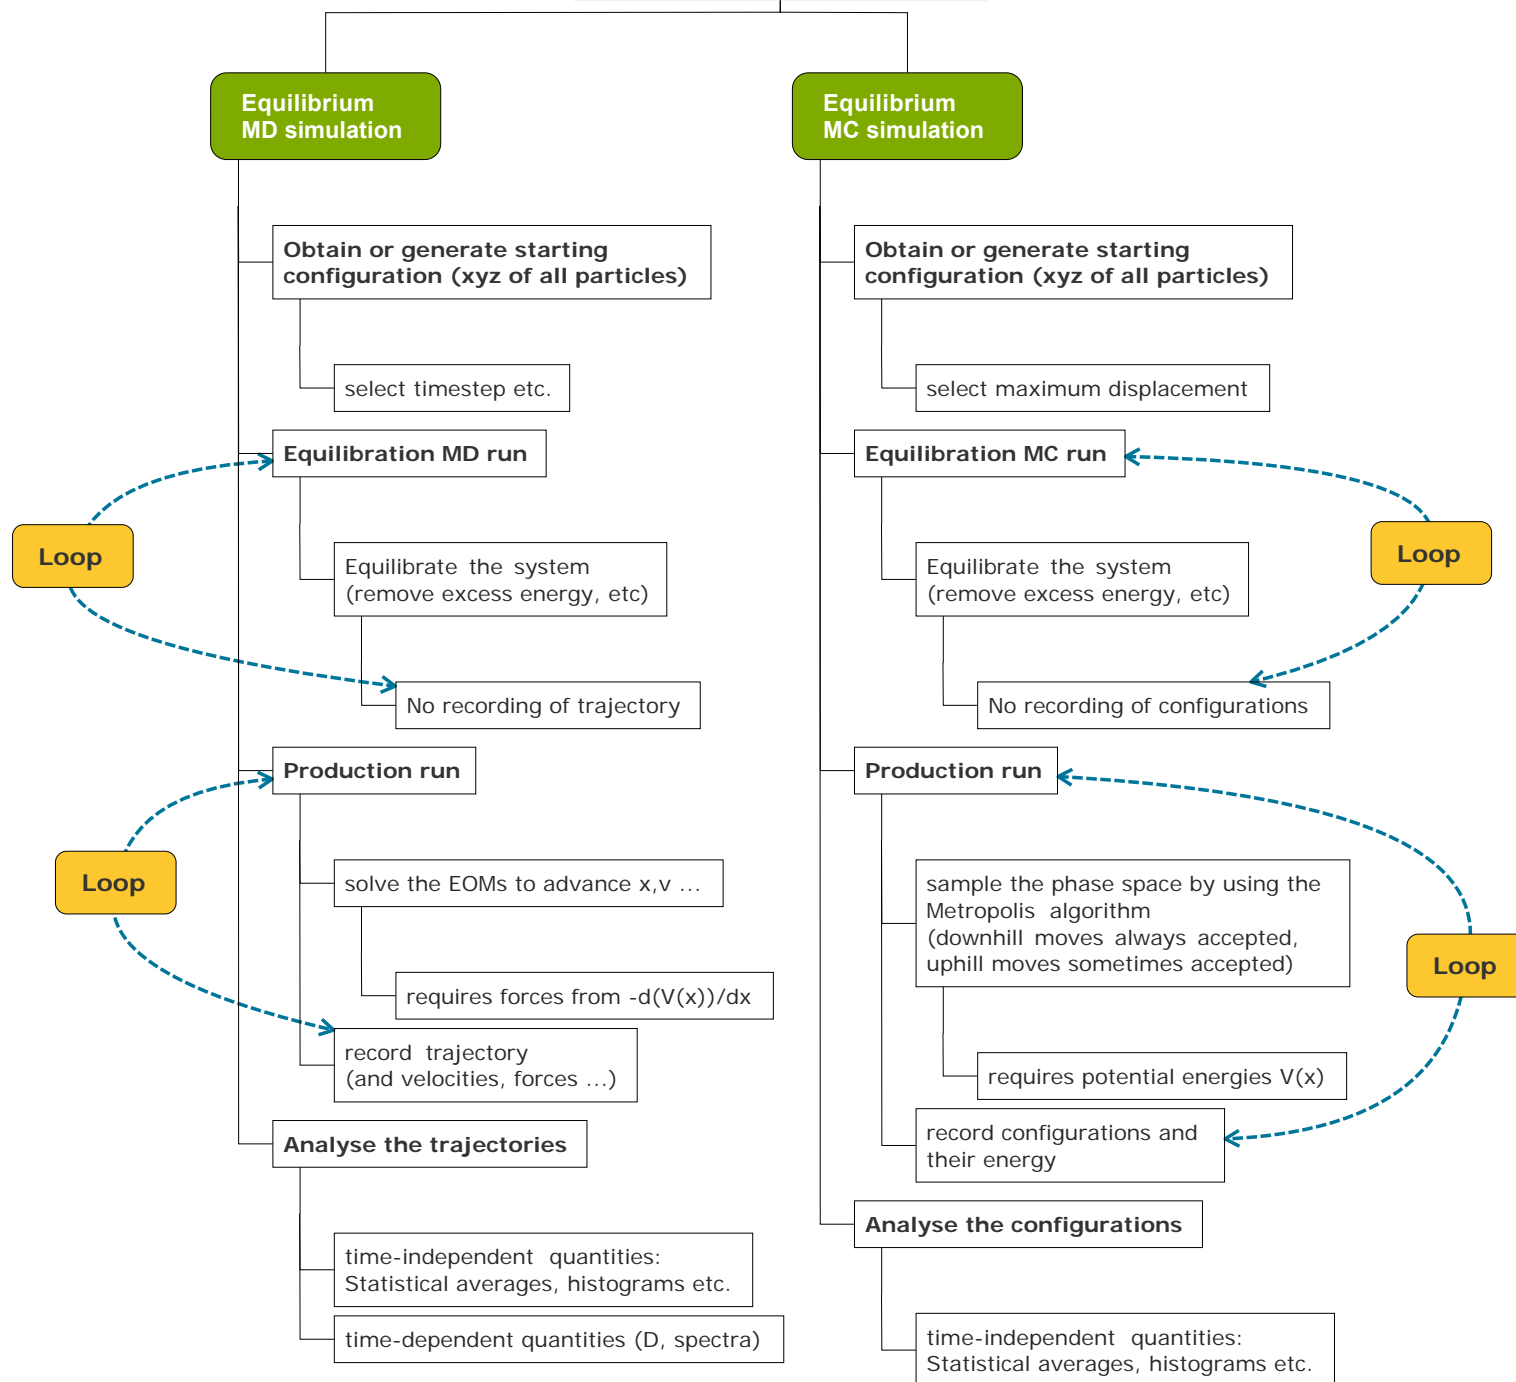 Equilibrium
MD simulation
Obtain or generate starting
configuration (xyz of all particles)
select timestep etc.
Equilibration MD run
Equilibrate the system
(remove excess energy, etc)
No recording of trajectory
Loop
Production run
solve the EOMs to advance x,v ...
requires forces from -d(V(x))/dx
record trajectory
(and velocities, forces ...)
Loop
Analyse the trajectories
time-independent quantities:
Statistical averages, histograms etc.
time-dependent quantities (D, spectra)
Equilibrium
MC simulation
Obtain or generate starting
configuration (xyz of all particles)
select maximum displacement
Equilibration MC run
Equilibrate the system
(remove excess energy, etc)
No recording of configurations
Loop
Production run
sample the phase space by using the
Metropolis algorithm
(downhill moves always accepted,
uphill moves sometimes accepted)
requires potential energies V(x)
record configurations and
their energy
Loop
Analyse the configurations
time-independent quantities:
Statistical averages, histograms etc.